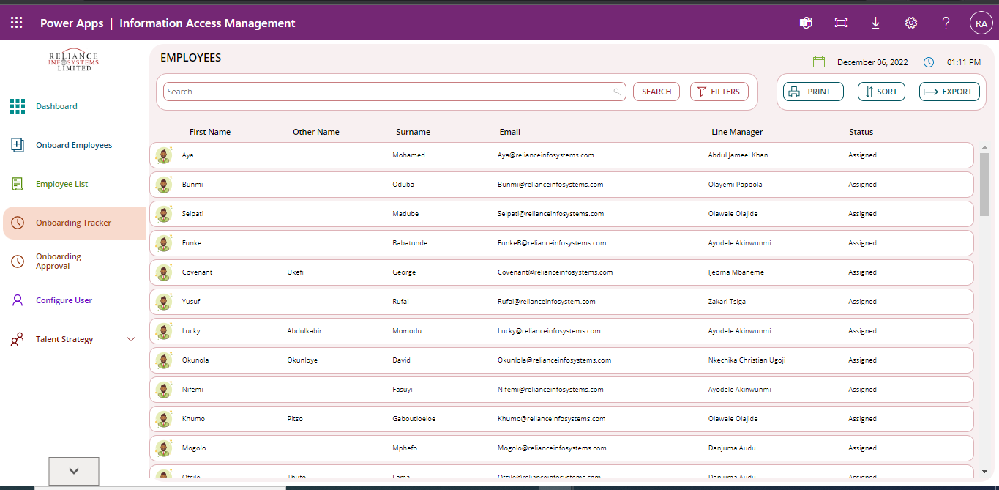 Power Apps | Information Access Management
RA
RELIANCE
INFOSYSTEMS
LIMITED
EMPLOYEES
December 06, 2022 01:11 PM
Search SEARCH FILTERS PRINT SORT EXPORT
Dashboard
Onboard Employees
Employee List
Onboarding Tracker
Onboarding
Approval
Configure User
Talent Strategy
First Name Other Name Surname Email Line Manager Status
Aya Mohamed Aya@relianceinfosystems.com Abdul Jameel Khan Assigned
Bunmi Oduba Bunmi@relianceinfosystems.com Olayemi Popoola Assigned
Seipati Madube Seipati@relianceinfosystems.com Olawale Olajide Assigned
Funke Babatunde FunkeB@relianceinfosystems.com Ayodele Akinwunmi Assigned
Covenant Ukefi George Covenant@relianceinfosystems.com Ijeoma Mbaneme Assigned
Yusuf Rufai Rufai@relianceinfosystem.com Zakari Tsiga Assigned
Lucky Abdulkabir Momodu Lucky@relianceinfosystems.com Ayodele Akinwunmi Assigned
Okunola Okunloye David Okunlola@relianceinfosystems.com Nkechika Christian Ugoji Assigned
Nifemi Fasuyi Nifemi@relianceinfosystems.com Ayodele Akinwunmi Assigned
Khumo Pitso Gaboutloeloe Khumo@relianceinfosystems.com Olawale Olajide Assigned
Mogolo Mphefo Mogolo@relianceinfosystems.com Danjuma Audu Assigned
Otsile Thuto Lama Otsile@relianceinfosystems.com Danjuma Audu Assigned